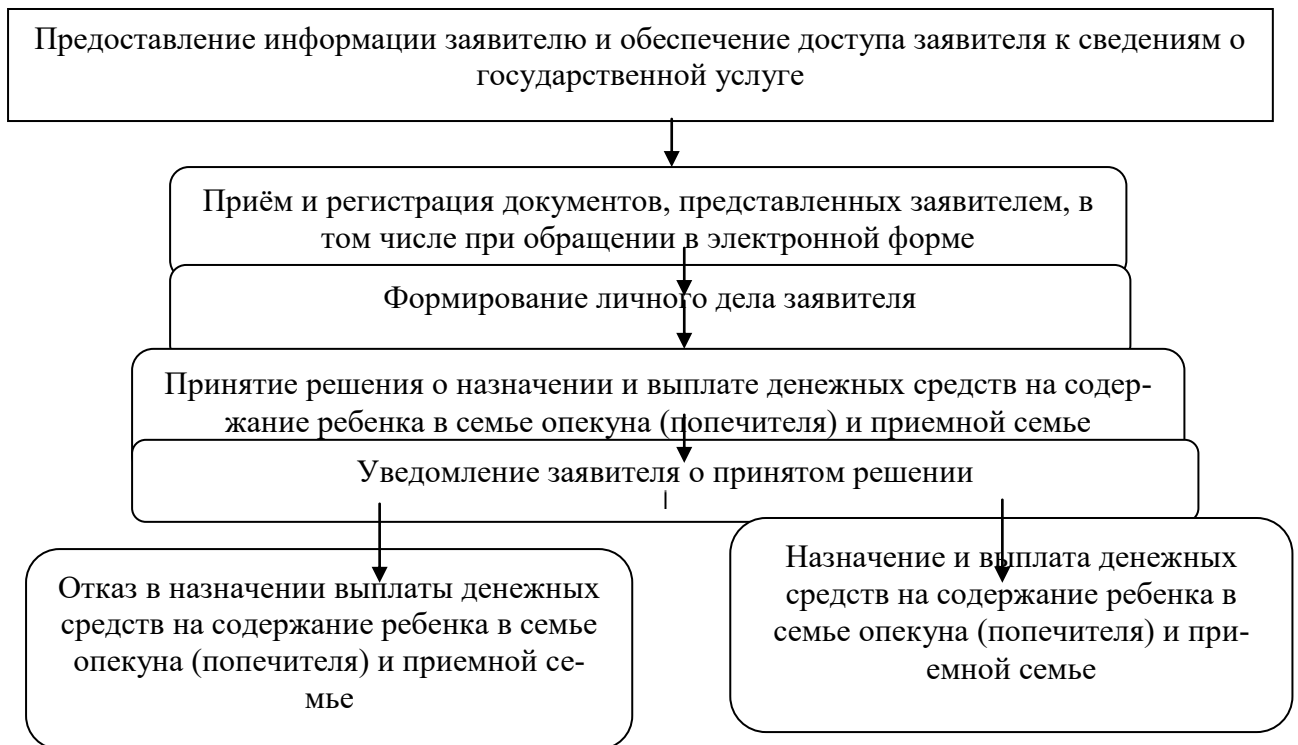 Предоставление информации заявителю и обеспечение доступа заявителя к сведениям о
государственной услуге
Приём и регистрация документов, представленных заявителем, в
том числе при обращении в электронной форме
Формирование личного дела заявителя
Принятие решения о назначении и выплате денежных средств на содер-
жание ребенка в семье опекуна (попечителя) и приемной семье
Уведомление заявителя о принятом решении
Отказ в назначении выплаты денежных
средств на содержание ребенка в семье
опекуна (попечителя) и приемной се-
мье
Назначение и выплата денежных
средств на содержание ребенка в
семье опекуна (попечителя) и при-
емной семье